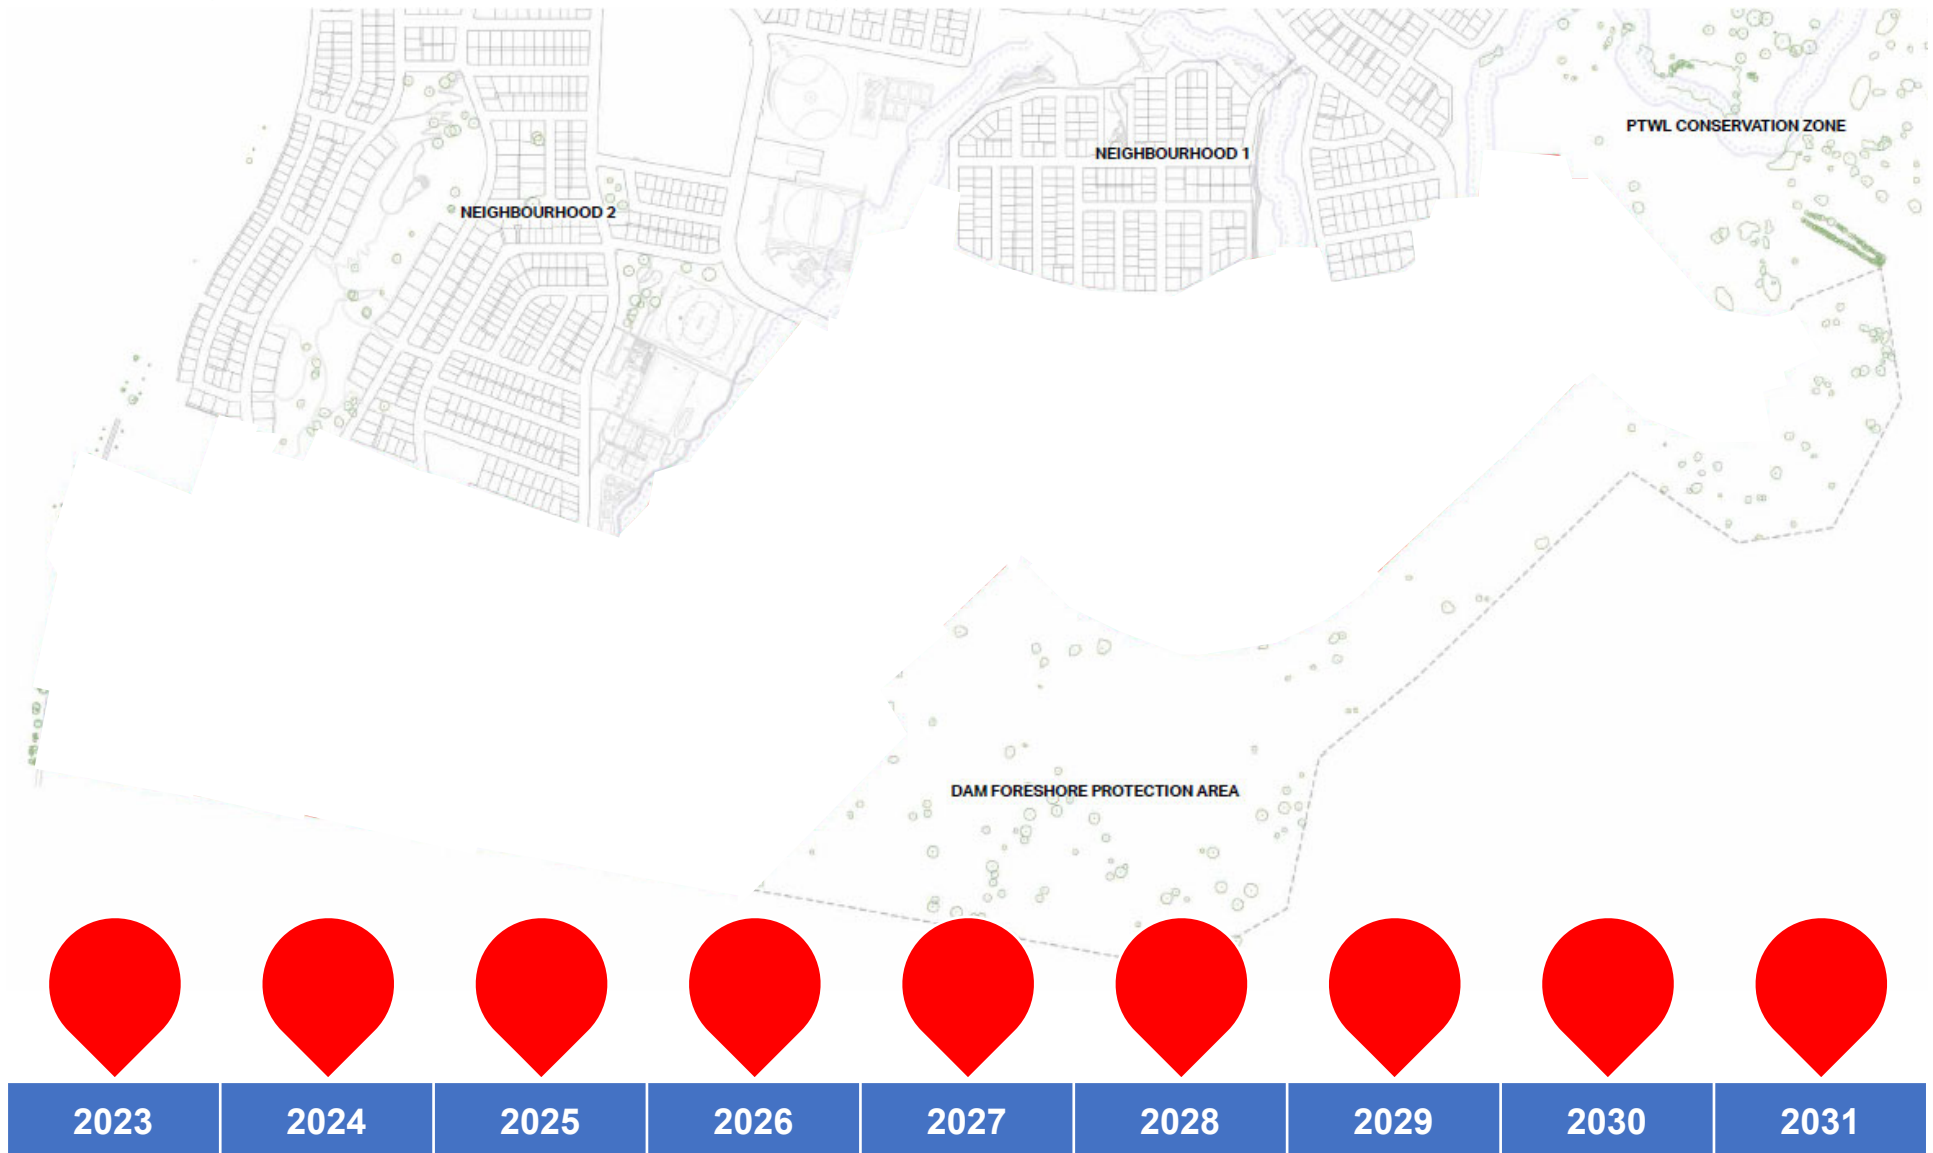 PTWL CONSERVATION ZONE
NEIGHBOURHOOD 1
NEIGHBOURHOOD 2
DAM FORESHORE PROTECTION AREA
2023 2024 2025 2026 2027 2028 2029 2030 2031